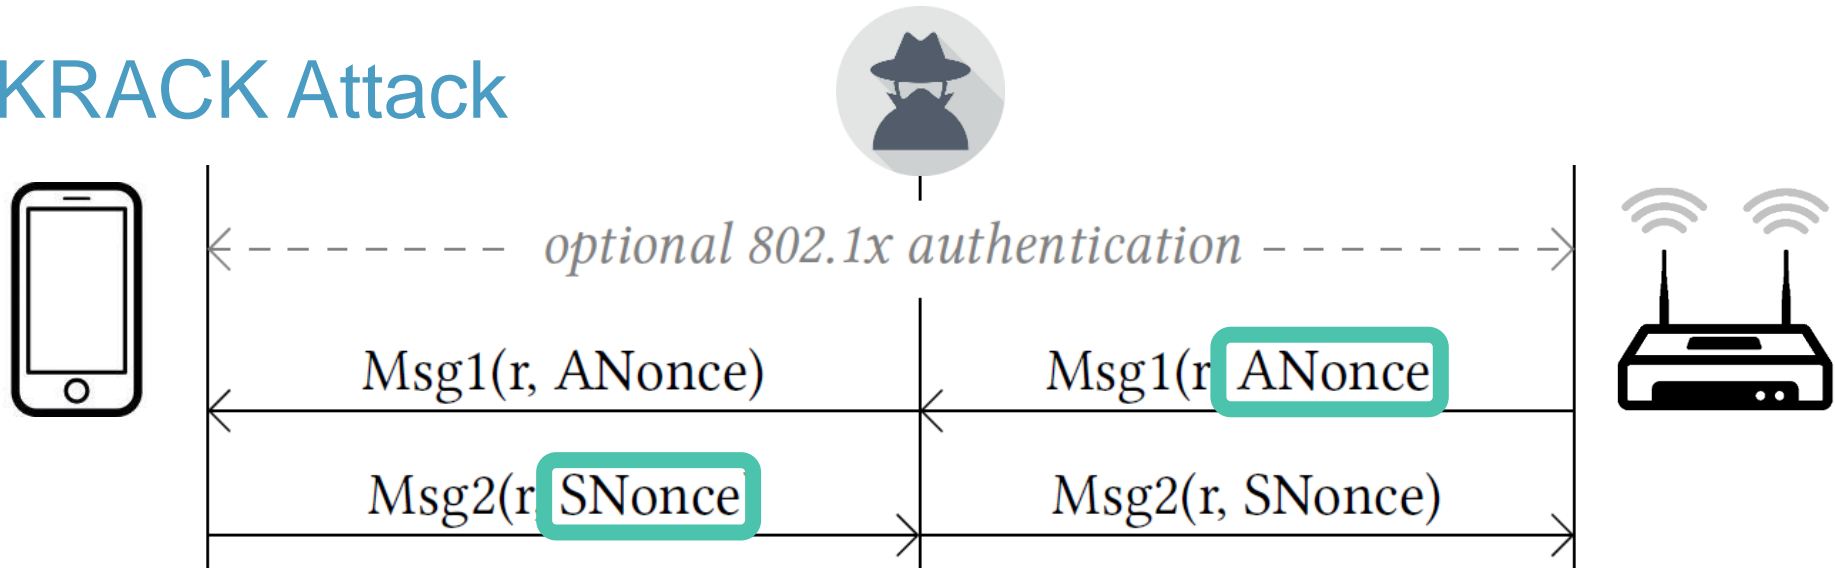 KRACK Attack
optional 802.1x authentication
Msg1(r, ANonce)
Msg1(r ANonce
Msg2(r, SNonce
Msg2(r, SNonce)